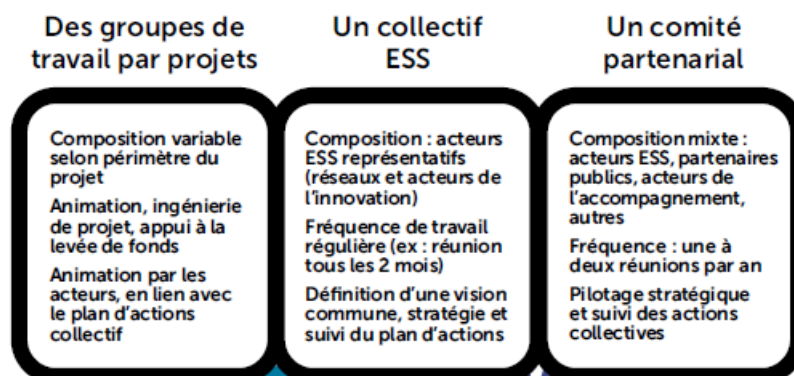 Des groupes de
travail par projets
Composition variable
selon périmètre du
projet
Animation, ingénierie
de projet, appui à la
levée de fonds
Animation par les
acteurs, en lien avec
le plan d'actions
collectif
Un collectif
ESS
Composition : acteurs
ESS représentatifs
(réseaux et acteurs de
l'innovation)
Fréquence de travail
régulière (ex : réunion
tous les 2 mois)
Définition d'une vision
commune, stratégie et
suivi du plan d'actions
Un comité
partenarial
Composition mixte :
acteurs ESS, partenaires
publics, acteurs de
l'accompagnement,
autres
Fréquence : une à
deux réunions par an
Pilotage stratégique
et suivi des actions
collectives